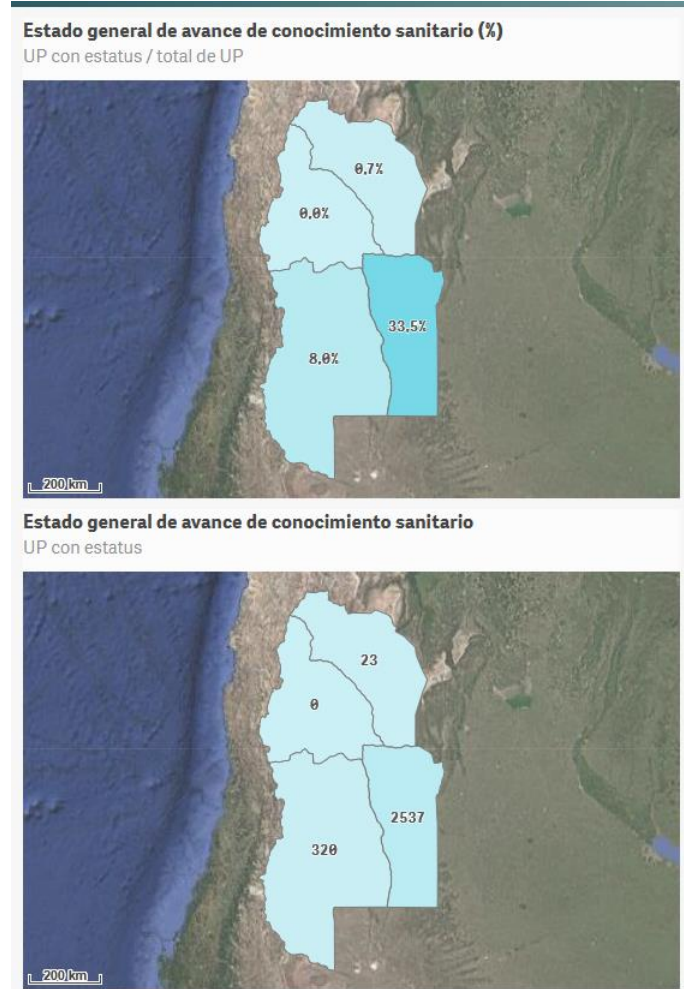 Estado general de avance de conocimiento sanitario (%)
UP con estatus / total de UP
0,7%
0,0%
33,5%
8,0%
200 km
Estado general de avance de conocimiento sanitario
UP con estatus
23
0
2537
320
200 km